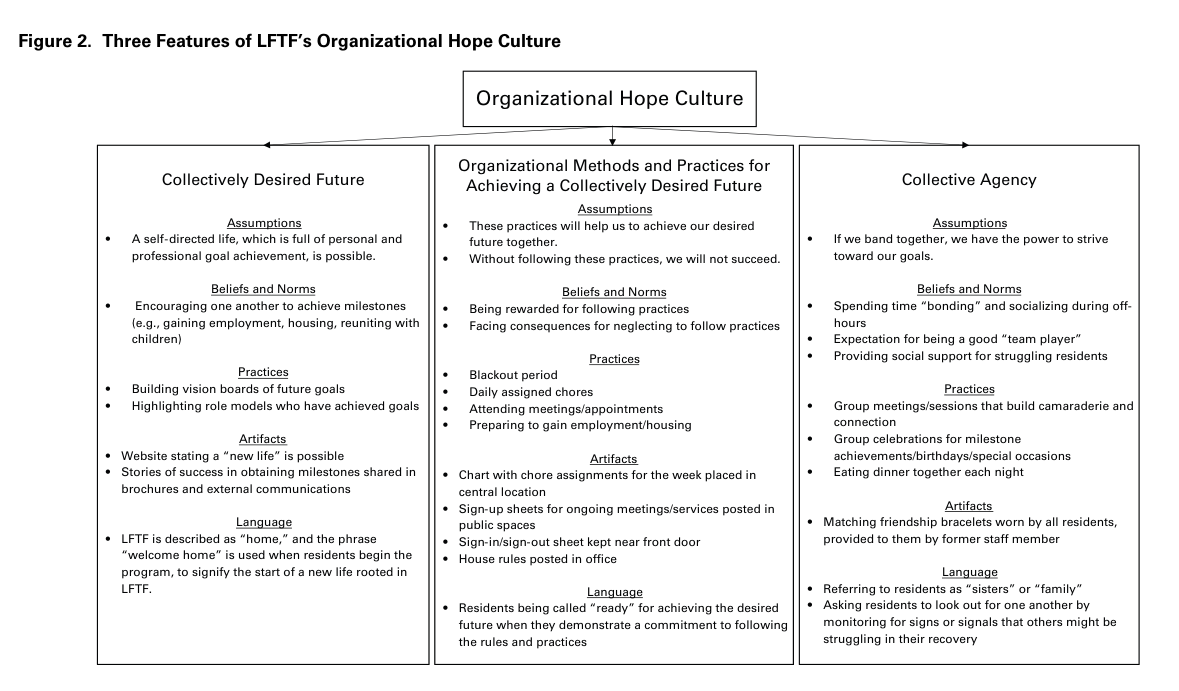 Figure 2. Three Features of LFTF’s Organizational Hope Culture
Organizational Hope Culture
Collectively Desired Future
Assumptions
• A self-directed life, which is full of personal and
professional goal achievement, is possible.
Beliefs and Norms
• Encouraging one another to achieve milestones
(e.g., gaining employment, housing, reuniting with
children)
Practices
• Building vision boards of future goals
• Highlighting role models who have achieved goals
Artifacts
• Website stating a “new life” is possible
• Stories of success in obtaining milestones shared in
brochures and external communications
Language
• LFTF is described as “home,” and the phrase
“welcome home” is used when residents begin the
program, to signify the start of a new life rooted in
LFTF.
Organizational Methods and Practices for
Achieving a Collectively Desired Future
Assumptions
• These practices will help us to achieve our desired
future together.
• Without following these practices, we will not succeed.
Beliefs and Norms
• Being rewarded for following practices
• Facing consequences for neglecting to follow practices
Practices
• Blackout period
• Daily assigned chores
• Attending meetings/appointments
• Preparing to gain employment/housing
Artifacts
• Chart with chore assignments for the week placed in
central location
• Sign-up sheets for ongoing meetings/services posted in
public spaces
• Sign-in/sign-out sheet kept near front door
• House rules posted in office
Language
• Residents being called “ready” for achieving the desired
future when they demonstrate a commitment to following
the rules and practices
Collective Agency
Assumptions
• If we band together, we have the power to strive
toward our goals.
Beliefs and Norms
• Spending time “bonding” and socializing during off-
hours
• Expectation for being a good “team player”
• Providing social support for struggling residents
Practices
• Group meetings/sessions that build camaraderie and
connection
• Group celebrations for milestone
achievements/birthdays/special occasions
• Eating dinner together each night
Artifacts
• Matching friendship bracelets worn by all residents,
provided to them by former staff member
Language
• Referring to residents as “sisters” or “family”
• Asking residents to look out for one another by
monitoring for signs or signals that others might be
struggling in their recovery